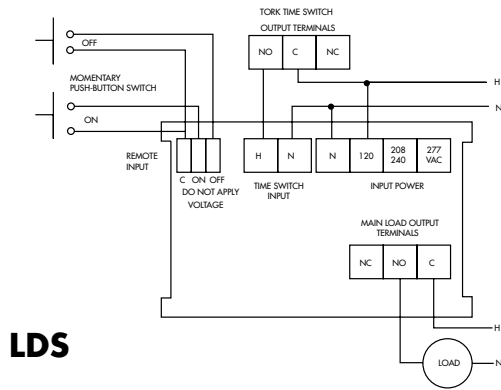 TORK TIME SWITCH
OUTPUT TERMINALS
NO C NC
OFF
MOMENTARY
PUSH-BUTTON SWITCH
ON
H
N
REMOTE
INPUT
C ON OFF
DO NOT APPLY
VOLTAGE
H N
TIME SWITCH
INPUT
N 120 208 240 277 VAC
INPUT POWER
MAIN LOAD OUTPUT
TERMINALS
NC NO C
H
LOAD
N
LDS